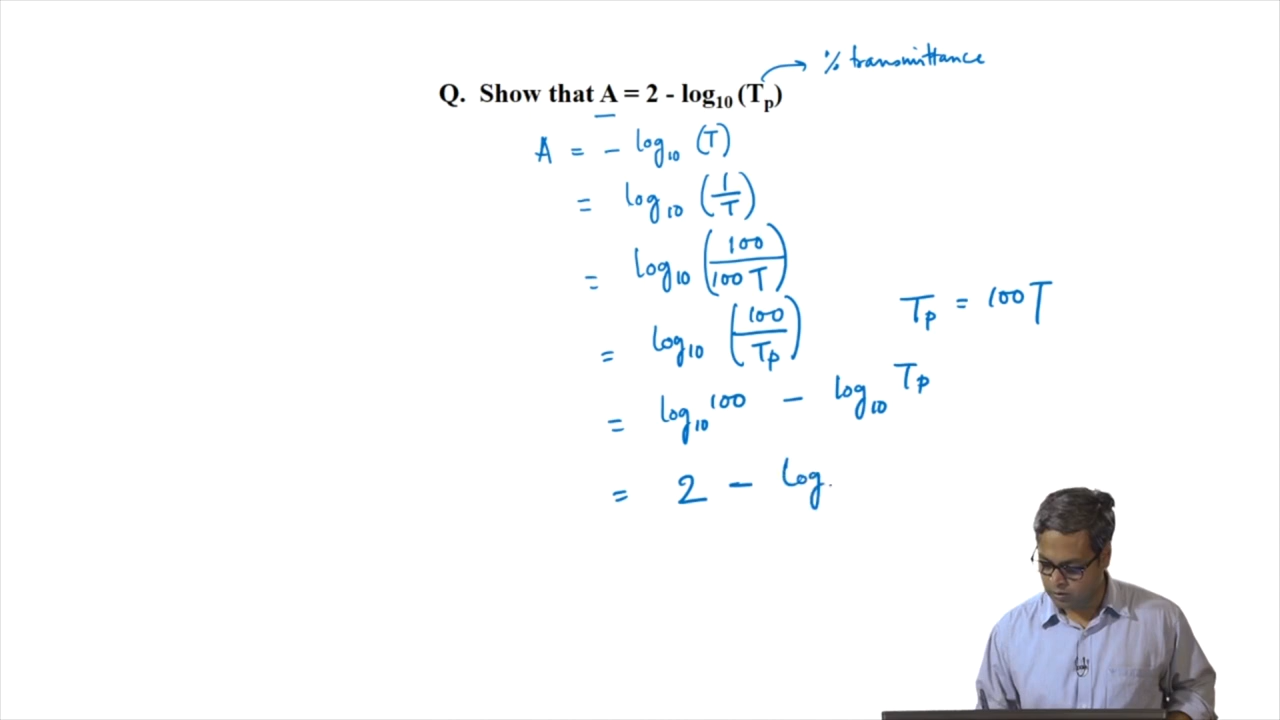 % transmittance
Q. Show that A = 2 - log₁₀ (Tₚ)
A = - log₁₀ (T)
= log₁₀ (1/T)
= log₁₀ (100/100 T)
= log₁₀ (100/Tₚ)
Tₚ = 100T
= log₁₀ 100 - log₁₀ Tₚ
= 2 - log